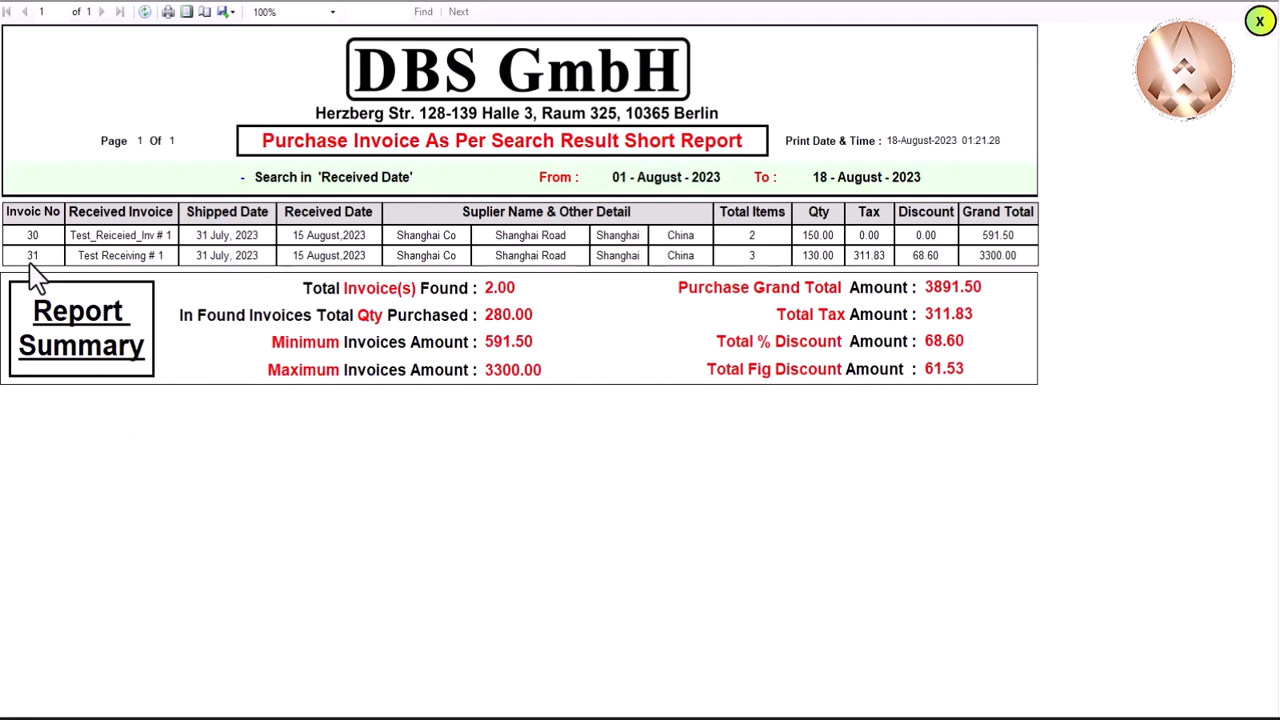 1 of 1 100% Find | Next
X
DBS GmbH
Herzberg Str. 128-139 Halle 3, Raum 325, 10365 Berlin
Page 1 Of 1 Purchase Invoice As Per Search Result Short Report Print Date & Time : 18-August-2023 01:21.28
- Search in 'Received Date' From : 01 - August - 2023 To : 18 - August - 2023
Invoic No Received Invoice Shipped Date Received Date Suplier Name & Other Detail Total Items Qty Tax Discount Grand Total
30 Test_Reiceied_Inv # 1 31 July, 2023 15 August,2023 Shanghai Co Shanghai Road Shanghai China 2 150.00 0.00 0.00 591.50
31 Test Receiving # 1 31 July, 2023 15 August,2023 Shanghai Co Shanghai Road Shanghai China 3 130.00 311.83 68.60 3300.00
Report Summary
Total Invoice(s) Found : 2.00 Purchase Grand Total Amount : 3891.50
In Found Invoices Total Qty Purchased : 280.00 Total Tax Amount : 311.83
Minimum Invoices Amount : 591.50 Total % Discount Amount : 68.60
Maximum Invoices Amount : 3300.00 Total Fig Discount Amount : 61.53